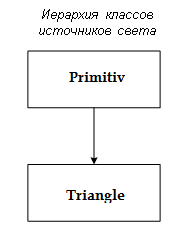 Иерархия классов
источников света
Primitiv
Triangle